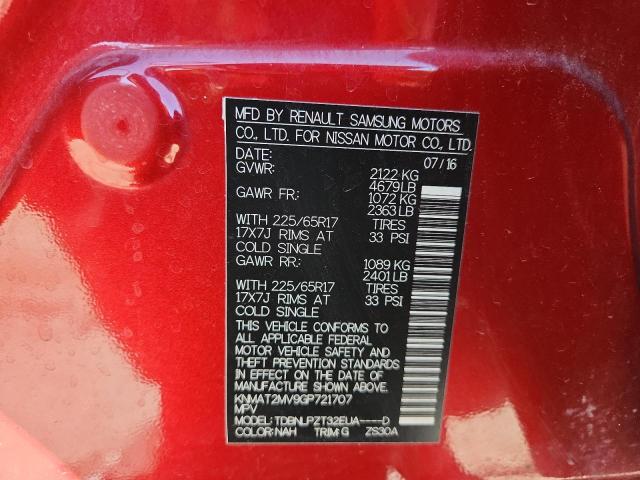 MFD BY RENAULT SAMSUNG MOTORS
CO., LTD. FOR NISSAN MOTOR CO., LTD.
DATE: 07/16
GVWR: 2122 KG
4679 LB
GAWR FR: 1072 KG
2363 LB
WITH 225/65R17 TIRES
17X7J RIMS AT 33 PSI
COLD SINGLE
GAWR RR: 1089 KG
2401 LB
WITH 225/65R17 TIRES
17X7J RIMS AT 33 PSI
COLD SINGLE
THIS VEHICLE CONFORMS TO
ALL APPLICABLE FEDERAL
MOTOR VEHICLE SAFETY AND
THEFT PREVENTION STANDARDS
IN EFFECT ON THE DATE OF
MANUFACTURE SHOWN ABOVE.
KNMAT2MV9GP721707
MPV
MODEL: TDBNLPZT32EUA----D
COLOR: NAH TRIM: G ZS30A